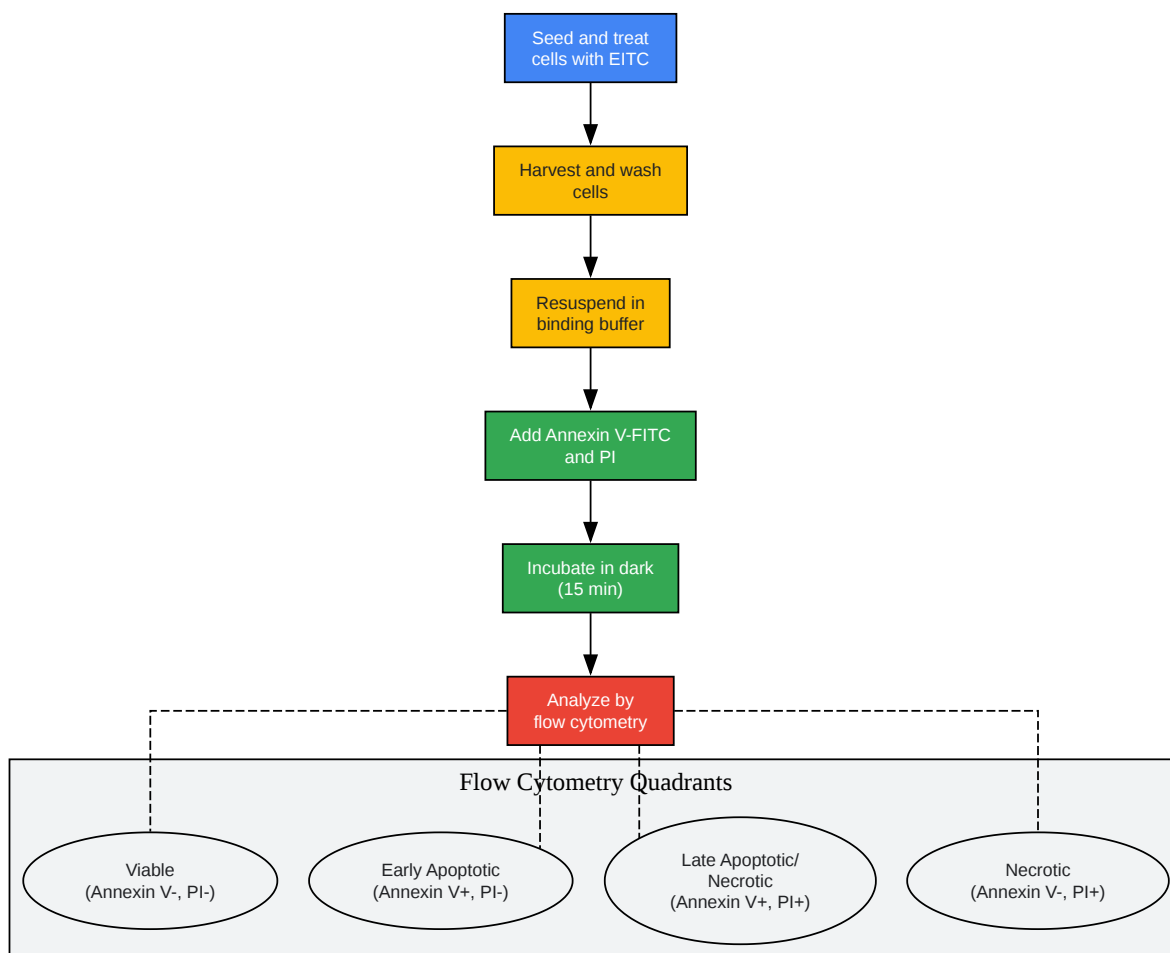 Seed and treat
cells with EITC
Harvest and wash
cells
Resuspend in
binding buffer
Add Annexin V-FITC
and PI
Incubate in dark
(15 min)
Analyze by
flow cytometry
Flow Cytometry Quadrants
Viable
(Annexin V-, PI-)
Early Apoptotic
(Annexin V+, PI-)
Late Apoptotic/
Necrotic
(Annexin V+, PI+)
Necrotic
(Annexin V-, PI+)